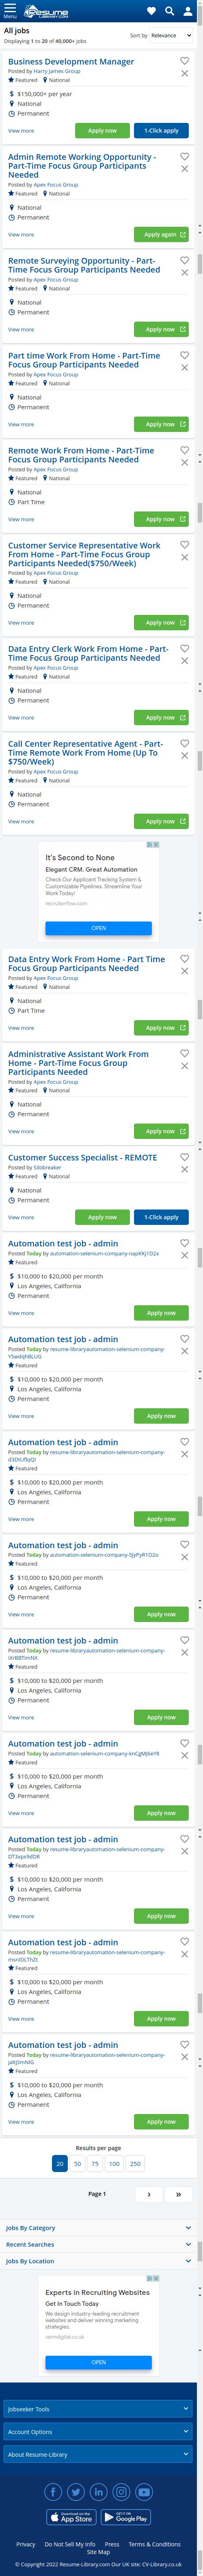 Menu
RESUME
LIBRARY.COM
All jobs
Displaying 1 to 20 of 40,000+ jobs
Sort by Relevance
Business Development Manager
Posted by Harry James Group
Featured National
$150,000+ per year
National
Permanent
View more
Apply now
1-Click apply
Admin Remote Working Opportunity -
Part-Time Focus Group Participants
Needed
Posted by Apex Focus Group
Featured National
National
Permanent
View more
Apply again
Remote Surveying Opportunity - Part-
Time Focus Group Participants Needed
Posted by Apex Focus Group
Featured National
National
Permanent
View more
Apply now
Part time Work From Home - Part-Time
Focus Group Participants Needed
Posted by Apex Focus Group
Featured National
National
Permanent
View more
Apply now
Remote Work From Home - Part-Time
Focus Group Participants Needed
Posted by Apex Focus Group
Featured National
National
Part Time
View more
Apply now
Customer Service Representative Work
From Home - Part-Time Focus Group
Participants Needed($750/Week)
Posted by Apex Focus Group
Featured National
National
Permanent
View more
Apply now
Data Entry Clerk Work From Home - Part-
Time Focus Group Participants Needed
Posted by Apex Focus Group
Featured National
National
Permanent
View more
Apply now
Call Center Representative Agent - Part-
Time Remote Work From Home (Up To
$750/Week)
Posted by Apex Focus Group
Featured National
National
Permanent
View more
Apply now
It's Second to None
Elegant CRM. Great Automation
Check Our Applicant Tracking System &
Customizable Pipelines. Streamline Your
Work Today!
recruiterflow.com
OPEN
Data Entry Work From Home - Part Time
Focus Group Participants Needed
Posted by Apex Focus Group
Featured National
National
Part Time
View more
Apply now
Administrative Assistant Work From
Home - Part-Time Focus Group
Participants Needed
Posted by Apex Focus Group
Featured National
National
Permanent
View more
Apply now
Customer Success Specialist - REMOTE
Posted by Silobreaker
Featured National
National
Permanent
View more
Apply now
1-Click apply
Automation test job - admin
Posted Today by automation-selenium-company-napKKJ1D2x
Featured
$10,000 to $20,000 per month
Los Angeles, California
Permanent
View more
Apply now
Automation test job - admin
Posted Today by resume-libraryautomation-selenium-company-
Featured
$10,000 to $20,000 per month
Los Angeles, California
Permanent
View more
Apply now
Automation test job - admin
Posted Today by resume-libraryautomation-selenium-company-
Featured
$10,000 to $20,000 per month
Los Angeles, California
Permanent
View more
Apply now
Automation test job - admin
Posted Today by automation-selenium-company-5JyPyR1O2o
Featured
$10,000 to $20,000 per month
Los Angeles, California
Permanent
View more
Apply now
Automation test job - admin
Posted Today by resume-libraryautomation-selenium-company-
Featured
$10,000 to $20,000 per month
Los Angeles, California
Permanent
View more
Apply now
Automation test job - admin
Posted Today by automation-selenium-company-knCgMJ6eY8
Featured
$10,000 to $20,000 per month
Los Angeles, California
Permanent
View more
Apply now
Automation test job - admin
Posted Today by resume-libraryautomation-selenium-company-
Featured
$10,000 to $20,000 per month
Los Angeles, California
Permanent
View more
Apply now
Automation test job - admin
Posted Today by resume-libraryautomation-selenium-company-
Featured
$10,000 to $20,000 per month
Los Angeles, California
Permanent
View more
Apply now
Automation test job - admin
Posted Today by resume-libraryautomation-selenium-company-
Featured
$10,000 to $20,000 per month
Los Angeles, California
Permanent
View more
Apply now
Results per page
20 50 75 100 250
Page 1 › »
Jobs By Category
Recent Searches
Jobs By Location
Experts in Recruiting Websites
Get In Touch Today
We design industry-leading recruitment
websites and deliver winning marketing
strategies.
venndigital.co.uk
OPEN
Jobseeker Tools
Account Options
About Resume-Library
Download on the
App Store
GET IT ON
Google Play
Privacy Do Not Sell My Info Press Terms & Conditions
Site Map
© Copyright 2022 Resume-Library.com Our UK site: CV-Library.co.uk